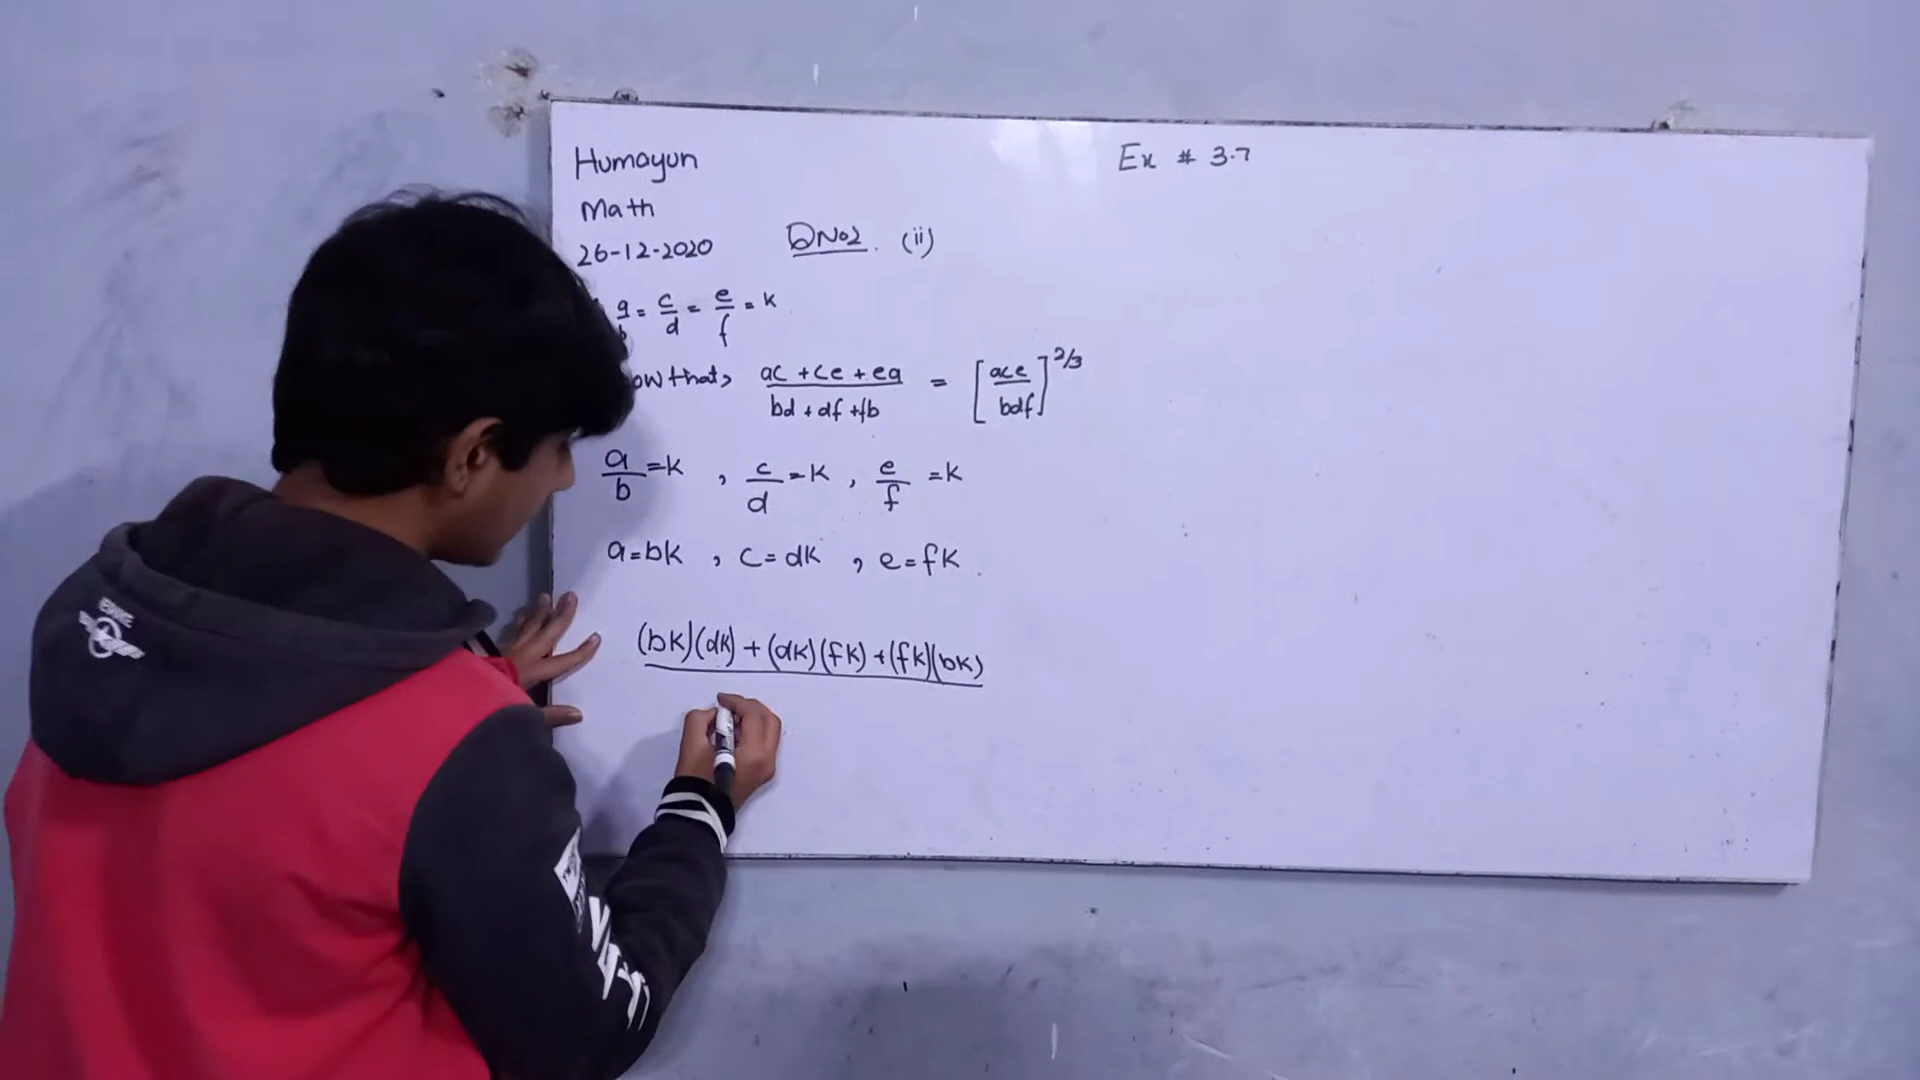 Humayun
Ex # 3.7
Math
26-12-2020 QNo2. (ii)
a/b = c/d = e/f = k
ow that, ac + ce + ea / bd + df + fb = [ace / bdf]^2/3
a/b = k , c/d = k , e/f = k
a = bk , c = dk , e = fk .
(bk)(dk) + (dk)(fk) + (fk)(bk)